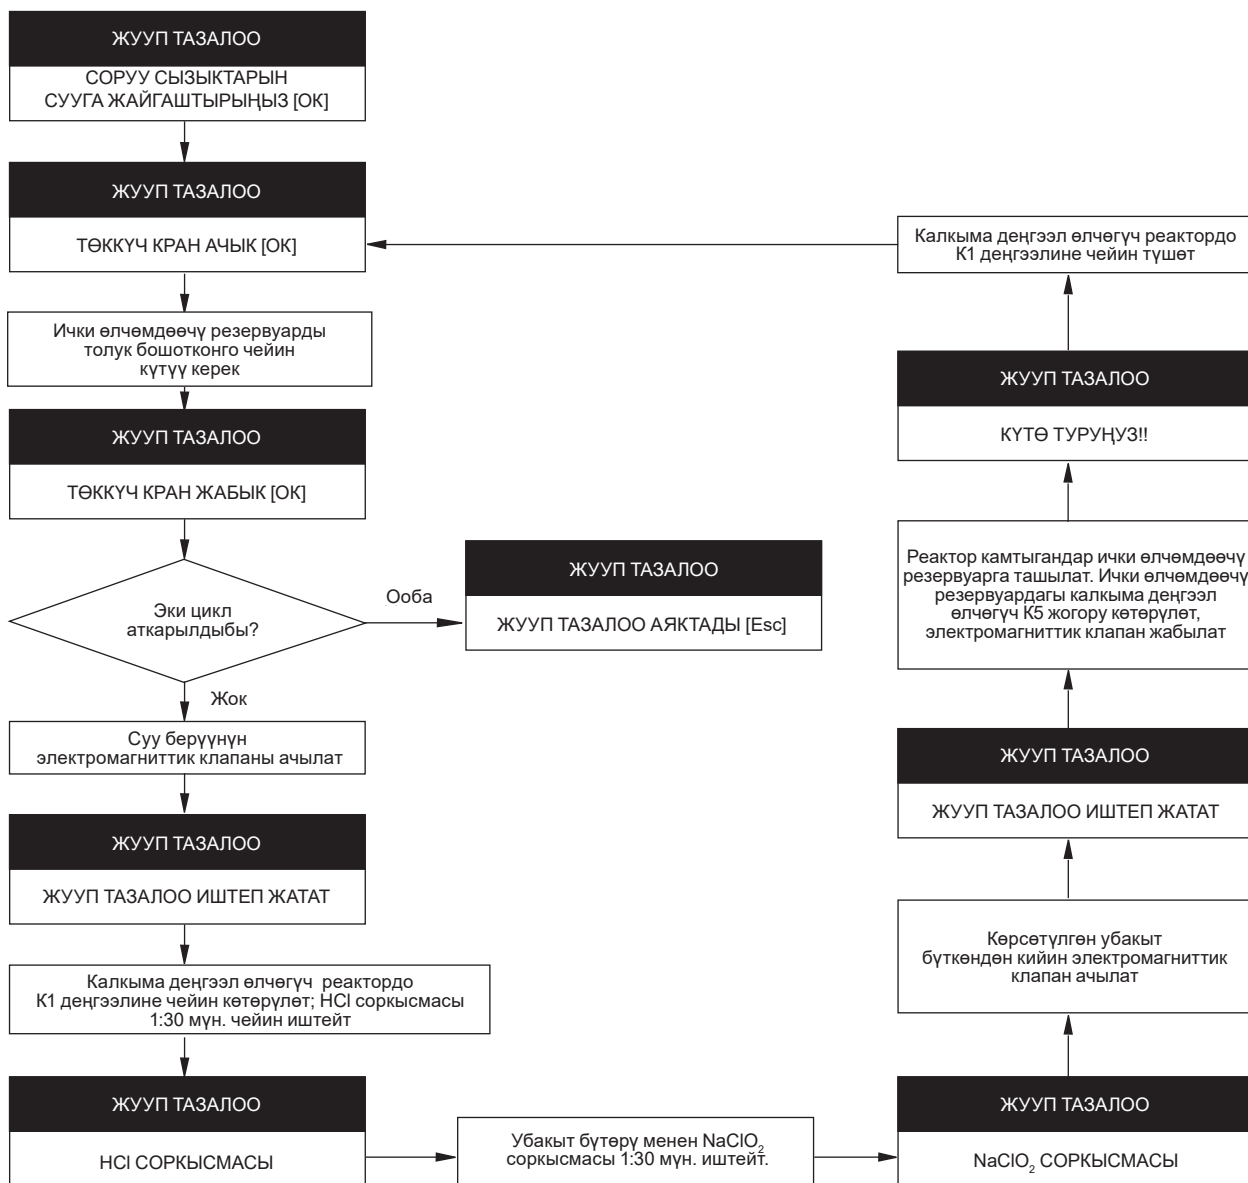 ЖУУП ТАЗАЛОО
СОРУУ СЫЗЫКТАРЫН
СУУГА ЖАЙГАШТЫРЫҢЫЗ [ОК]
ЖУУП ТАЗАЛОО
ТӨККҮЧ КРАН АЧЫК [ОК]
Ички өлчөмдөөчү резервуарды
толук бошотконго чейин
күтүү керек
ЖУУП ТАЗАЛОО
ТӨККҮЧ КРАН ЖАБЫК [ОК]
Эки цикл
аткарылдыбы?
Ооба
ЖУУП ТАЗАЛОО
ЖУУП ТАЗАЛОО АЯКТАДЫ [Esc]
Жок
Суу берүүнүн
электромагниттик клапаны ачылат
ЖУУП ТАЗАЛОО
ЖУУП ТАЗАЛОО ИШТЕП ЖАТАТ
Калкыма деңгээл өлчөгүч реактордо
К1 деңгээлине чейин көтөрүлөт; HCl соркысмасы
1:30 мүн. чейин иштейт
ЖУУП ТАЗАЛОО
HCl СОРКЫСМАСЫ
Убакыт бүтөрү менен NaClO₂
соркысмасы 1:30 мүн. иштейт.
ЖУУП ТАЗАЛОО
NaClO₂ СОРКЫСМАСЫ
Көрсөтүлгөн убакыт
бүткөндөн кийин электромагниттик
клапан ачылат
ЖУУП ТАЗАЛОО
ЖУУП ТАЗАЛОО ИШТЕП ЖАТАТ
Реактор камтыгандар ички өлчөмдөөчү
резервуарга ташылат. Ички өлчөмдөөчү
резервуардагы калкыма деңгээл
өлчөгүч К5 жогору көтөрүлөт,
электромагниттик клапан жабылат
ЖУУП ТАЗАЛОО
КҮТӨ ТУРУҢУЗ!!
Калкыма деңгээл өлчөгүч реактордо
К1 деңгээлине чейин түшөт